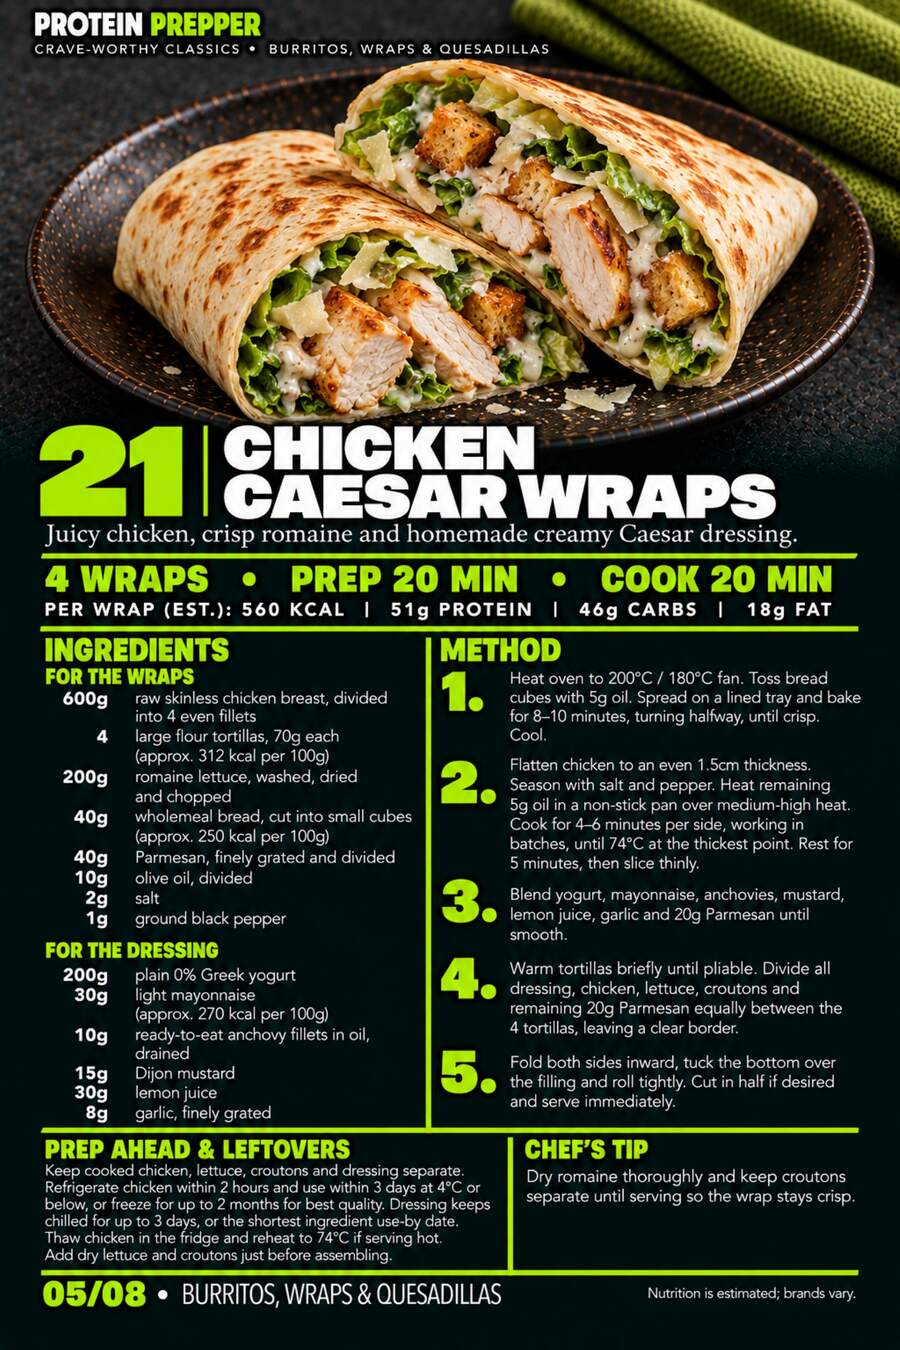 PROTEIN PREPPER
CRAVE-WORTHY CLASSICS • BURRITOS, WRAPS & QUESADILLAS
21 CHICKEN
CAESAR WRAPS
Juicy chicken, crisp romaine and homemade creamy Caesar dressing.
4 WRAPS • PREP 20 MIN • COOK 20 MIN
PER WRAP (EST.): 560 KCAL | 51g PROTEIN | 46g CARBS | 18g FAT
INGREDIENTS
FOR THE WRAPS
600g raw skinless chicken breast, divided
into 4 even fillets
4 large flour tortillas, 70g each
(approx. 312 kcal per 100g)
200g romaine lettuce, washed, dried
and chopped
40g wholemeal bread, cut into small cubes
(approx. 250 kcal per 100g)
40g Parmesan, finely grated and divided
10g olive oil, divided
2g salt
1g ground black pepper
FOR THE DRESSING
200g plain 0% Greek yogurt
30g light mayonnaise
(approx. 270 kcal per 100g)
10g ready-to-eat anchovy fillets in oil,
drained
15g Dijon mustard
30g lemon juice
8g garlic, finely grated
METHOD
1. Heat oven to 200°C / 180°C fan. Toss bread
cubes with 5g oil. Spread on a lined tray and bake
for 8–10 minutes, turning halfway, until crisp.
Cool.
2. Flatten chicken to an even 1.5cm thickness.
Season with salt and pepper. Heat remaining
5g oil in a non-stick pan over medium-high heat.
Cook for 4–6 minutes per side, working in
batches, until 74°C at the thickest point. Rest for
5 minutes, then slice thinly.
3. Blend yogurt, mayonnaise, anchovies, mustard,
lemon juice, garlic and 20g Parmesan until
smooth.
4. Warm tortillas briefly until pliable. Divide all
dressing, chicken, lettuce, croutons and
remaining 20g Parmesan equally between the
4 tortillas, leaving a clear border.
5. Fold both sides inward, tuck the bottom over
the filling and roll tightly. Cut in half if desired
and serve immediately.
PREP AHEAD & LEFTOVERS
Keep cooked chicken, lettuce, croutons and dressing separate.
Refrigerate chicken within 2 hours and use within 3 days at 4°C or
below, or freeze for up to 2 months for best quality. Dressing keeps
chilled for up to 3 days, or the shortest ingredient use-by date.
Thaw chicken in the fridge and reheat to 74°C if serving hot.
Add dry lettuce and croutons just before assembling.
CHEF'S TIP
Dry romaine thoroughly and keep croutons
separate until serving so the wrap stays crisp.
05/08 • BURRITOS, WRAPS & QUESADILLAS
Nutrition is estimated; brands vary.